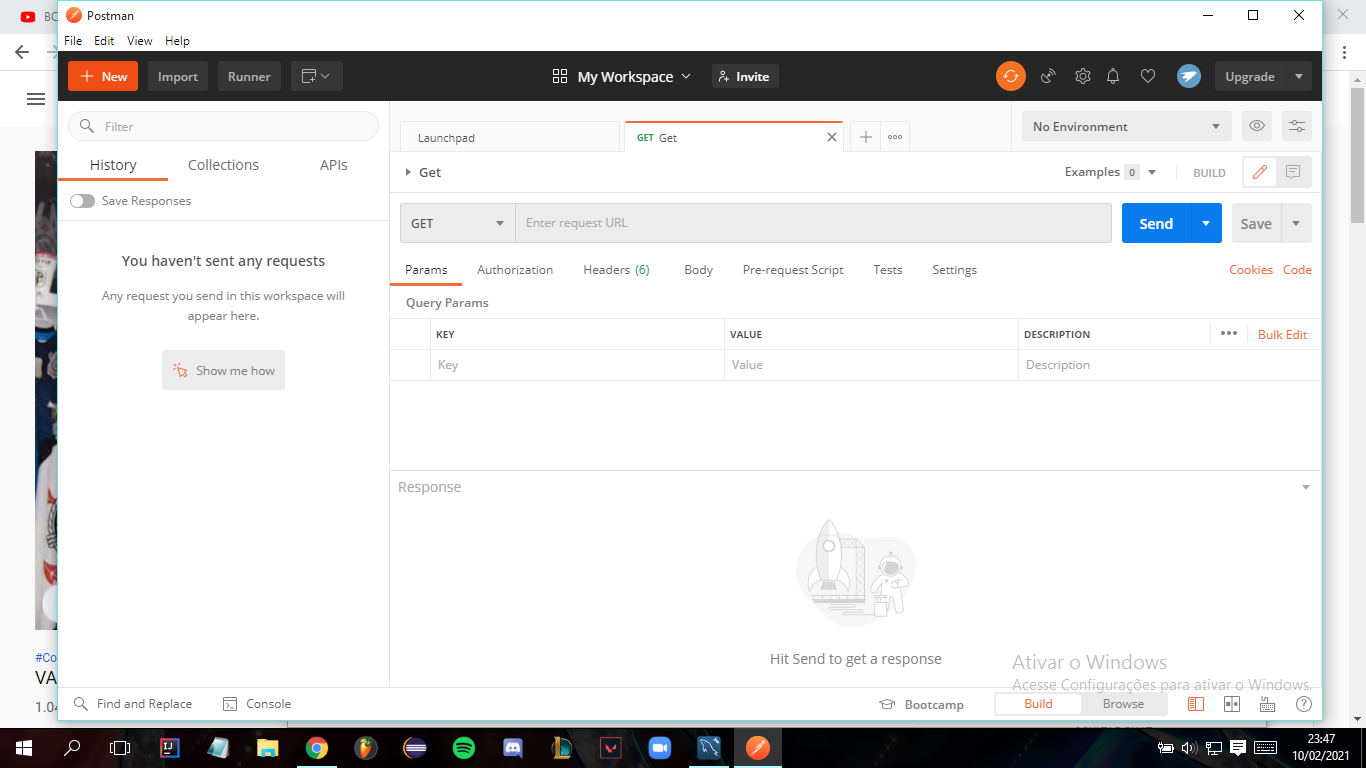 BC
Postman
File Edit View Help
New Import Runner My Workspace Invite Upgrade
Filter
Launchpad GET Get No Environment
History Collections APIs
Get Examples 0 BUILD
Save Responses
GET Enter request URL Send Save
You haven't sent any requests
Any request you send in this workspace will
appear here.
Show me how
Params Authorization Headers (6) Body Pre-request Script Tests Settings Cookies Code
Query Params
KEY VALUE DESCRIPTION Bulk Edit
Key Value Description
Response
Hit Send to get a response
Ativar o Windows
Acesse Configurações para ativar o Windows.
#Co
VA
1.04
Find and Replace Console Bootcamp Build Browse
23:47
10/02/2021